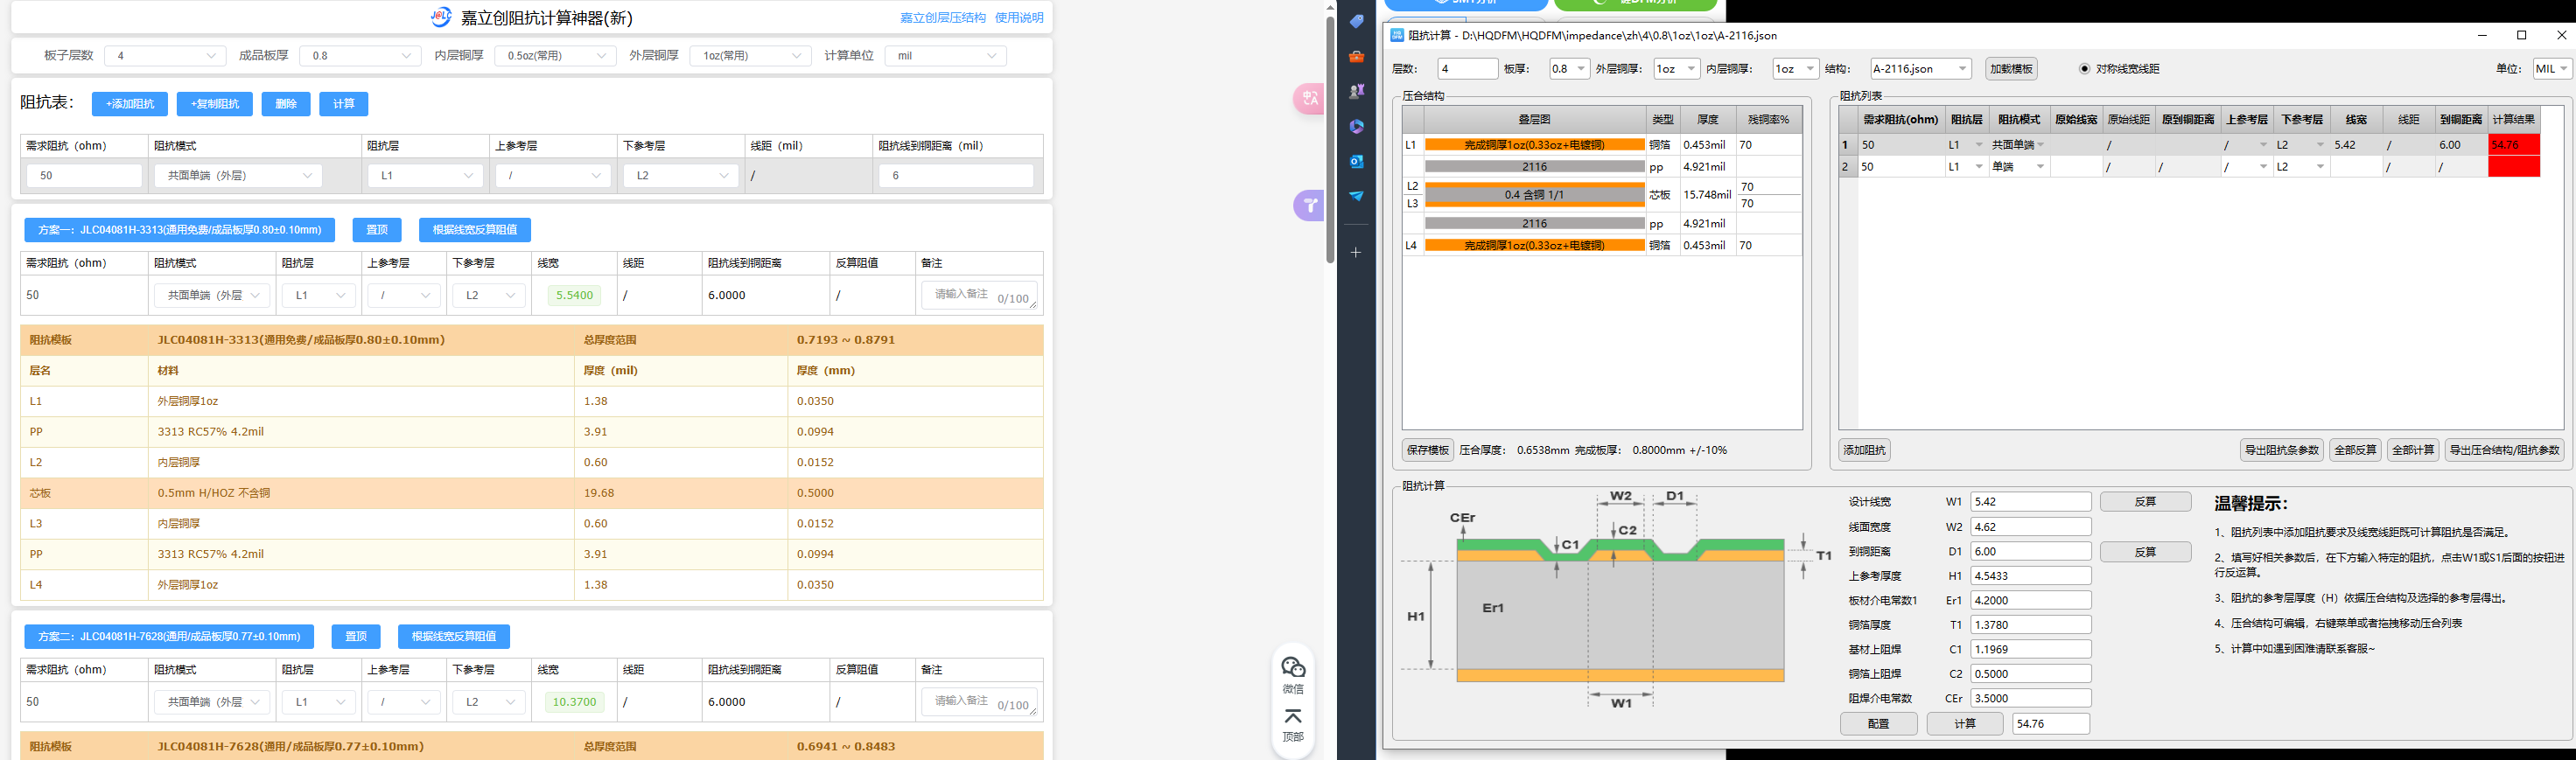 嘉立创阻抗计算神器(新)
嘉立创层压结构 使用说明
板子层数 4 成品板厚 0.8 内层铜厚 0.5oz(常用) 外层铜厚 1oz(常用) 计算单位 mil
阻抗表： +添加阻抗 +复制阻抗 删除 计算
需求阻抗（ohm） 阻抗模式 阻抗层 上参考层 下参考层 线距（mil） 阻抗线到铜距离（mil）
50 共面单端（外层） L1 / L2 / 6
方案一：JLC04081H-3313(通用免费/成品板厚0.80±0.10mm) 置顶 根据线宽反算阻值
需求阻抗（ohm） 阻抗模式 阻抗层 上参考层 下参考层 线宽 线距 阻抗线到铜距离 反算阻值 备注
50 共面单端（外层 L1 / L2 5.5400 / 6.0000 / 请输入备注 0/100
阻抗模板 JLC04081H-3313(通用免费/成品板厚0.80±0.10mm) 总厚度范围 0.7193 ~ 0.8791
层名 材料 厚度（mil） 厚度（mm）
L1 外层铜厚1oz 1.38 0.0350
PP 3313 RC57% 4.2mil 3.91 0.0994
L2 内层铜厚 0.60 0.0152
芯板 0.5mm H/HOZ 不含铜 19.68 0.5000
L3 内层铜厚 0.60 0.0152
PP 3313 RC57% 4.2mil 3.91 0.0994
L4 外层铜厚1oz 1.38 0.0350
方案二：JLC04081H-7628(通用/成品板厚0.77±0.10mm) 置顶 根据线宽反算阻值
需求阻抗（ohm） 阻抗模式 阻抗层 上参考层 下参考层 线宽 线距 阻抗线到铜距离 反算阻值 备注
50 共面单端（外层 L1 / L2 10.3700 / 6.0000 / 请输入备注 0/100
阻抗模板 JLC04081H-7628(通用/成品板厚0.77±0.10mm) 总厚度范围 0.6941 ~ 0.8483
微信
顶部
阻抗计算 - D:\HQDFM\HQDFM\impedance\zh\4\0.8\1oz\1oz\A-2116.json
层数： 4 板厚： 0.8 外层铜厚： 1oz 内层铜厚： 1oz 结构： A-2116.json 加载模板 对称线宽线距 单位： MIL
压合结构
叠层图 类型 厚度 残铜率%
L1 完成铜厚1oz(0.33oz+电镀铜) 铜箔 0.453mil 70
2116 pp 4.921mil
L2 70
0.4 含铜 1/1 芯板 15.748mil
L3 70
2116 pp 4.921mil
L4 完成铜厚1oz(0.33oz+电镀铜) 铜箔 0.453mil 70
保存模板 压合厚度： 0.6538mm 完成板厚： 0.8000mm +/-10%
阻抗列表
需求阻抗(ohm) 阻抗层 阻抗模式 原始线宽 原始线距 原到铜距离 上参考层 下参考层 线宽 线距 到铜距离 计算结果
1 50 L1 共面单端 / / L2 5.42 / 6.00 54.76
2 50 L1 单端 / / / L2 / /
添加阻抗 导出阻抗条参数 全部反算 全部计算 导出压合结构/阻抗参数
阻抗计算
W2 D1
CEr
C2
C1
T1
H1
Er1
W1
设计线宽 W1 5.42 反算
线面宽度 W2 4.62
到铜距离 D1 6.00 反算
上参考厚度 H1 4.5433
板材介电常数1 Er1 4.2000
铜箔厚度 T1 1.3780
基材上阻焊 C1 1.1969
铜箔上阻焊 C2 0.5000
阻焊介电常数 CEr 3.5000
配置 计算 54.76
温馨提示：
1、阻抗列表中添加阻抗要求及线宽线距既可计算阻抗是否满足。
2、填写好相关参数后，在下方输入特定的阻抗，点击W1或S1后面的按钮进
行反运算。
3、阻抗的参考层厚度（H）依据压合结构及选择的参考层得出。
4、压合结构可编辑，右键菜单或者拖拽移动压合列表
5、计算中如遇到困难请联系客服~